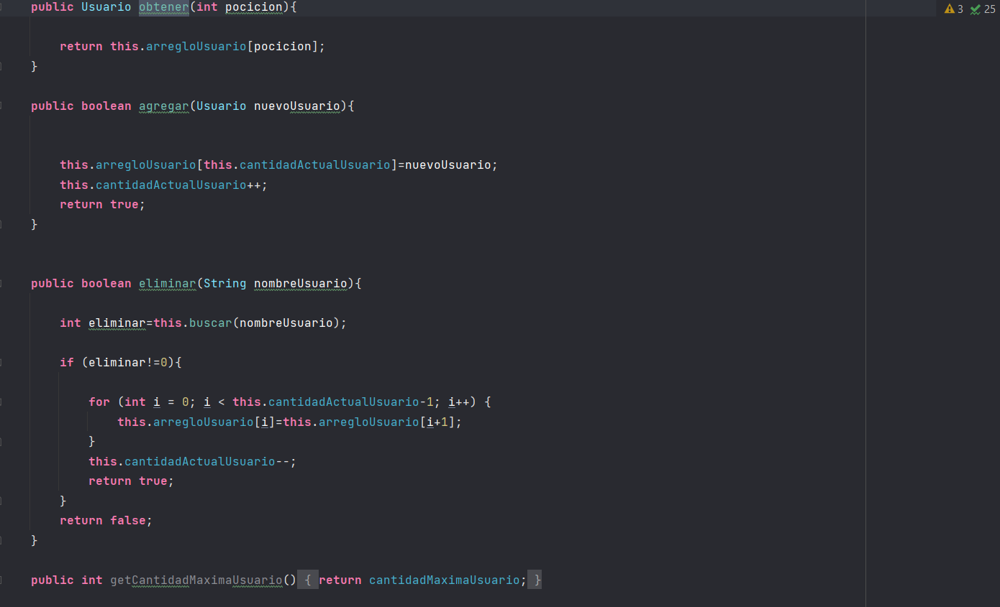 public Usuario obtener(int pocicion){
3 25
return this.arregloUsuario[pocicion];
}
public boolean agregar(Usuario nuevoUsuario){
this.arregloUsuario[this.cantidadActualUsuario]=nuevoUsuario;
this.cantidadActualUsuario++;
return true;
}
public boolean eliminar(String nombreUsuario){
int eliminar=this.buscar(nombreUsuario);
if (eliminar!=0){
for (int i = 0; i < this.cantidadActualUsuario-1; i++) {
this.arregloUsuario[i]=this.arregloUsuario[i+1];
}
this.cantidadActualUsuario--;
return true;
}
return false;
}
public int getCantidadMaximaUsuario() { return cantidadMaximaUsuario; }